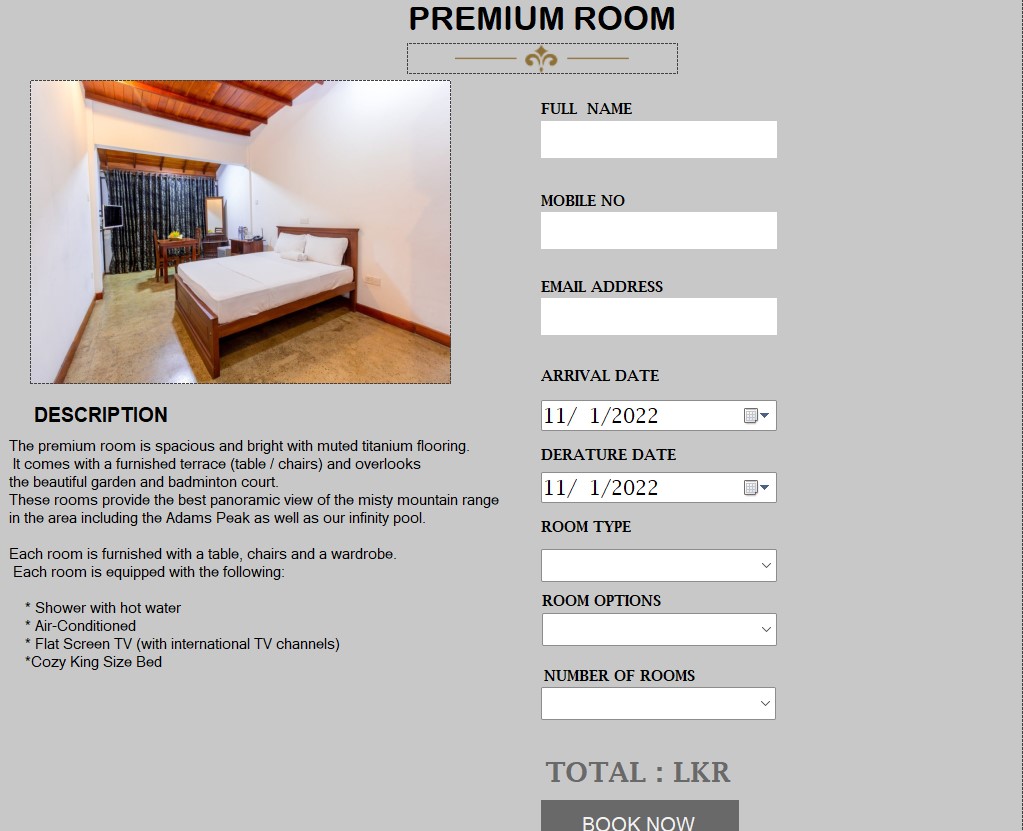 PREMIUM ROOM
FULL  NAME
MOBILE NO
EMAIL ADDRESS
ARRIVAL DATE
11/  1/2022
DERATURE DATE
11/  1/2022
ROOM TYPE
ROOM OPTIONS
NUMBER OF ROOMS
TOTAL : LKR
BOOK NOW
DESCRIPTION
The premium room is spacious and bright with muted titanium flooring.
It comes with a furnished terrace (table / chairs) and overlooks
the beautiful garden and badminton court.
These rooms provide the best panoramic view of the misty mountain range
in the area including the Adams Peak as well as our infinity pool.
Each room is furnished with a table, chairs and a wardrobe.
Each room is equipped with the following:
* Shower with hot water
* Air-Conditioned
* Flat Screen TV (with international TV channels)
*Cozy King Size Bed